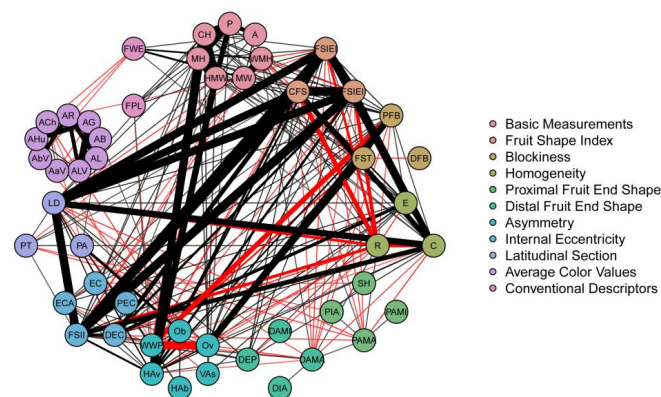 P
CH
A
FWE
MH
WMH
FSIE
HMW
MW
CFS
FSIEI
FPL
PFB
ACh
AR
AG
AHu
AB
AbV
AL
AaV
ALV
FST
DFB
LD
E
PT
PA
R
C
EC
SH
ECA
PEC
PIA
PAMI
FSII
DEC
Ob
DAMI
WWP
Ov
PAMA
DEP
DAMA
HAv
VAs
HAb
DIA
Basic Measurements
Fruit Shape Index
Blockiness
Homogeneity
Proximal Fruit End Shape
Distal Fruit End Shape
Asymmetry
Internal Eccentricity
Latitudinal Section
Average Color Values
Conventional Descriptors